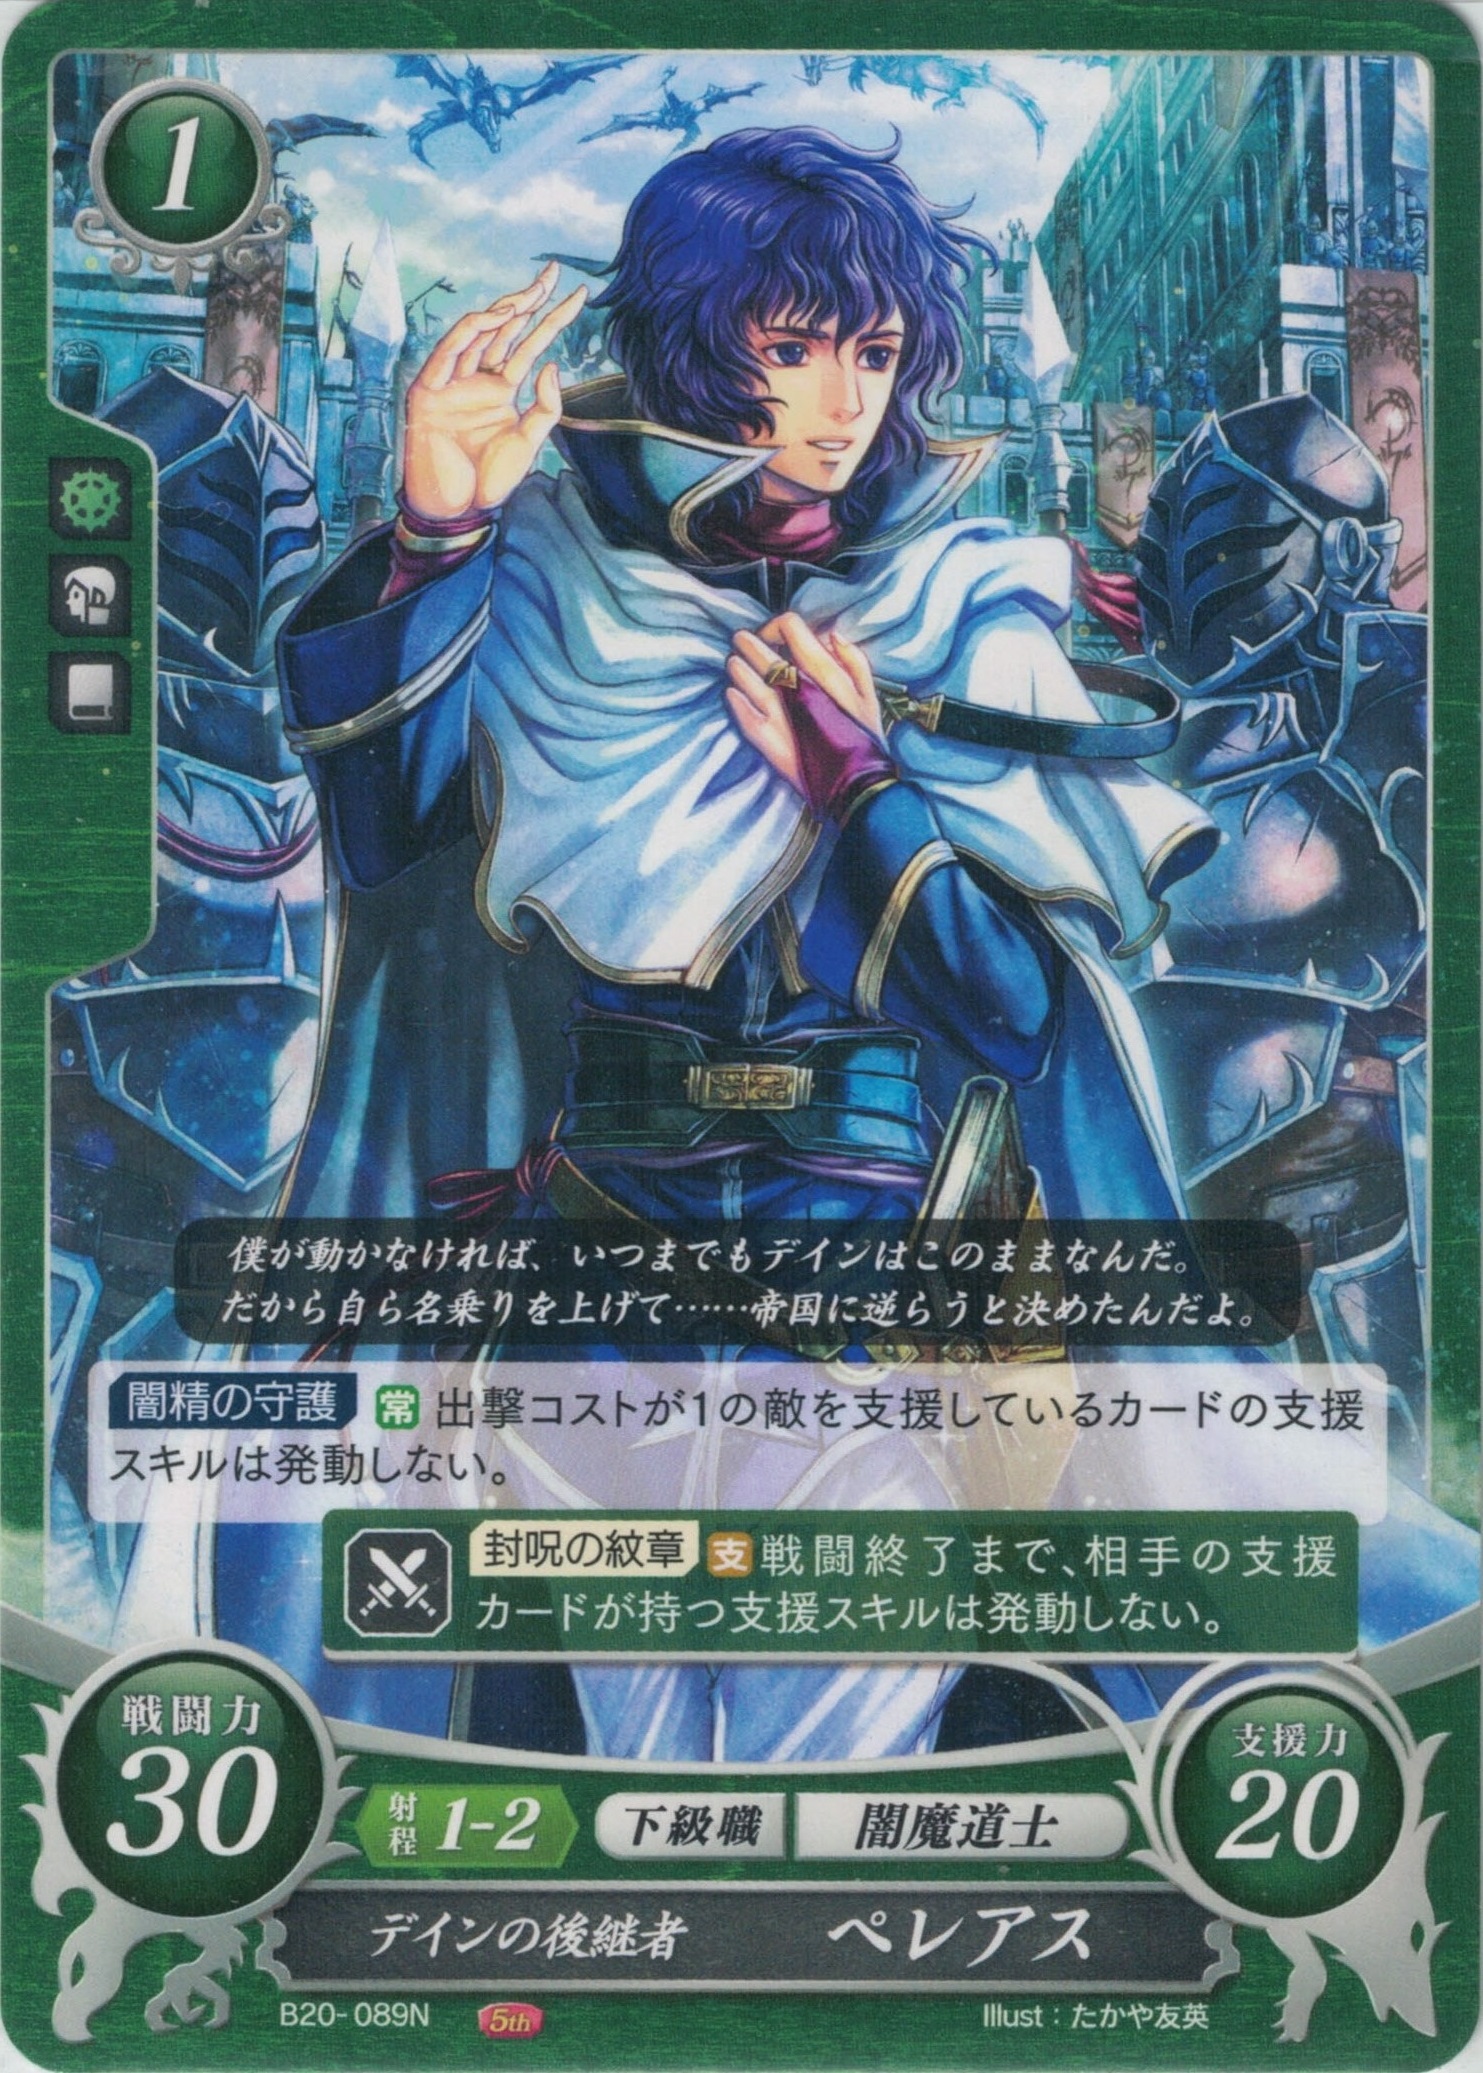 1
僕が動かなければ、いつまでもデインはこのままなんだ。
だから自ら名乗りを上げて……帝国に逆らうと決めたんだよ。
闇精の守護 常 出撃コストが1の敵を支援しているカードの支援
スキルは発動しない。
封呪の紋章 支 戦闘終了まで、相手の支援
カードが持つ支援スキルは発動しない。
戦闘力
30
射程 1-2
下級職
闇魔道士
支援力
20
デインの後継者 ペレアス
B20-089N 5th Illust：たかや友英